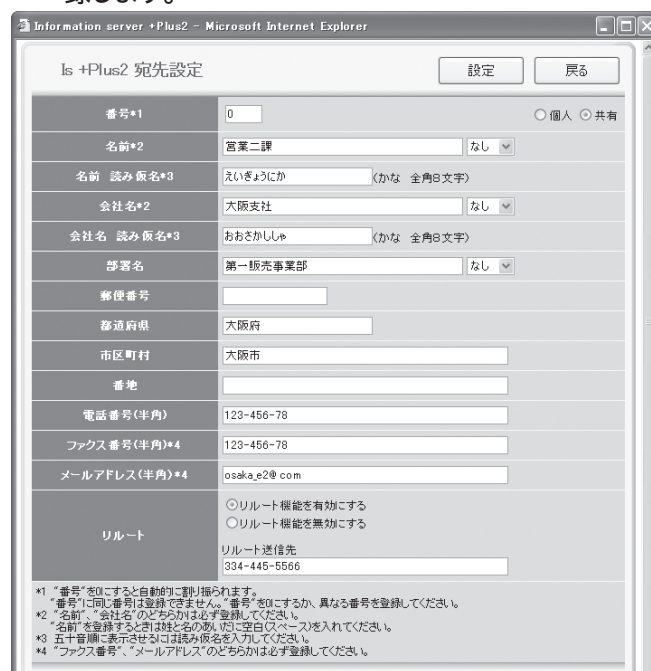 録します。
Information server +Plus2 - Microsoft Internet Explorer
Is +Plus2 宛先設定 設定 戻る
番号*1 0 個人 共有
名前*2 営業二課 なし
名前 読み仮名*3 えいぎょうにか (かな 全角8文字)
会社名*2 大阪支社 なし
会社名 読み仮名*3 おおさかししゃ (かな 全角8文字)
部署名 第一販売事業部 なし
郵便番号
都道府県 大阪府
市区町村 大阪市
番地
電話番号(半角) 123-456-78
ファクス番号(半角)*4 123-456-78
メールアドレス(半角)*4 osaka_e2@.com
リルート機能を有効にする
リルート リルート機能を無効にする
リルート送信先
334-445-5566
*1 "番号"を0にすると自動的に割り振られます。
"番号"に同じ番号は登録できません。"番号"を0にするか、異なる番号を登録してください。
*2 "名前"、"会社名"のどちらかは必ず登録してください。
"名前"を登録するときは姓と名のあいだに空白(スペース)を入れてください。
*3 五十音順に表示させるには読み仮名を入力してください。
*4 "ファクス番号"、"メールアドレス"のどちらかは必ず登録してください。